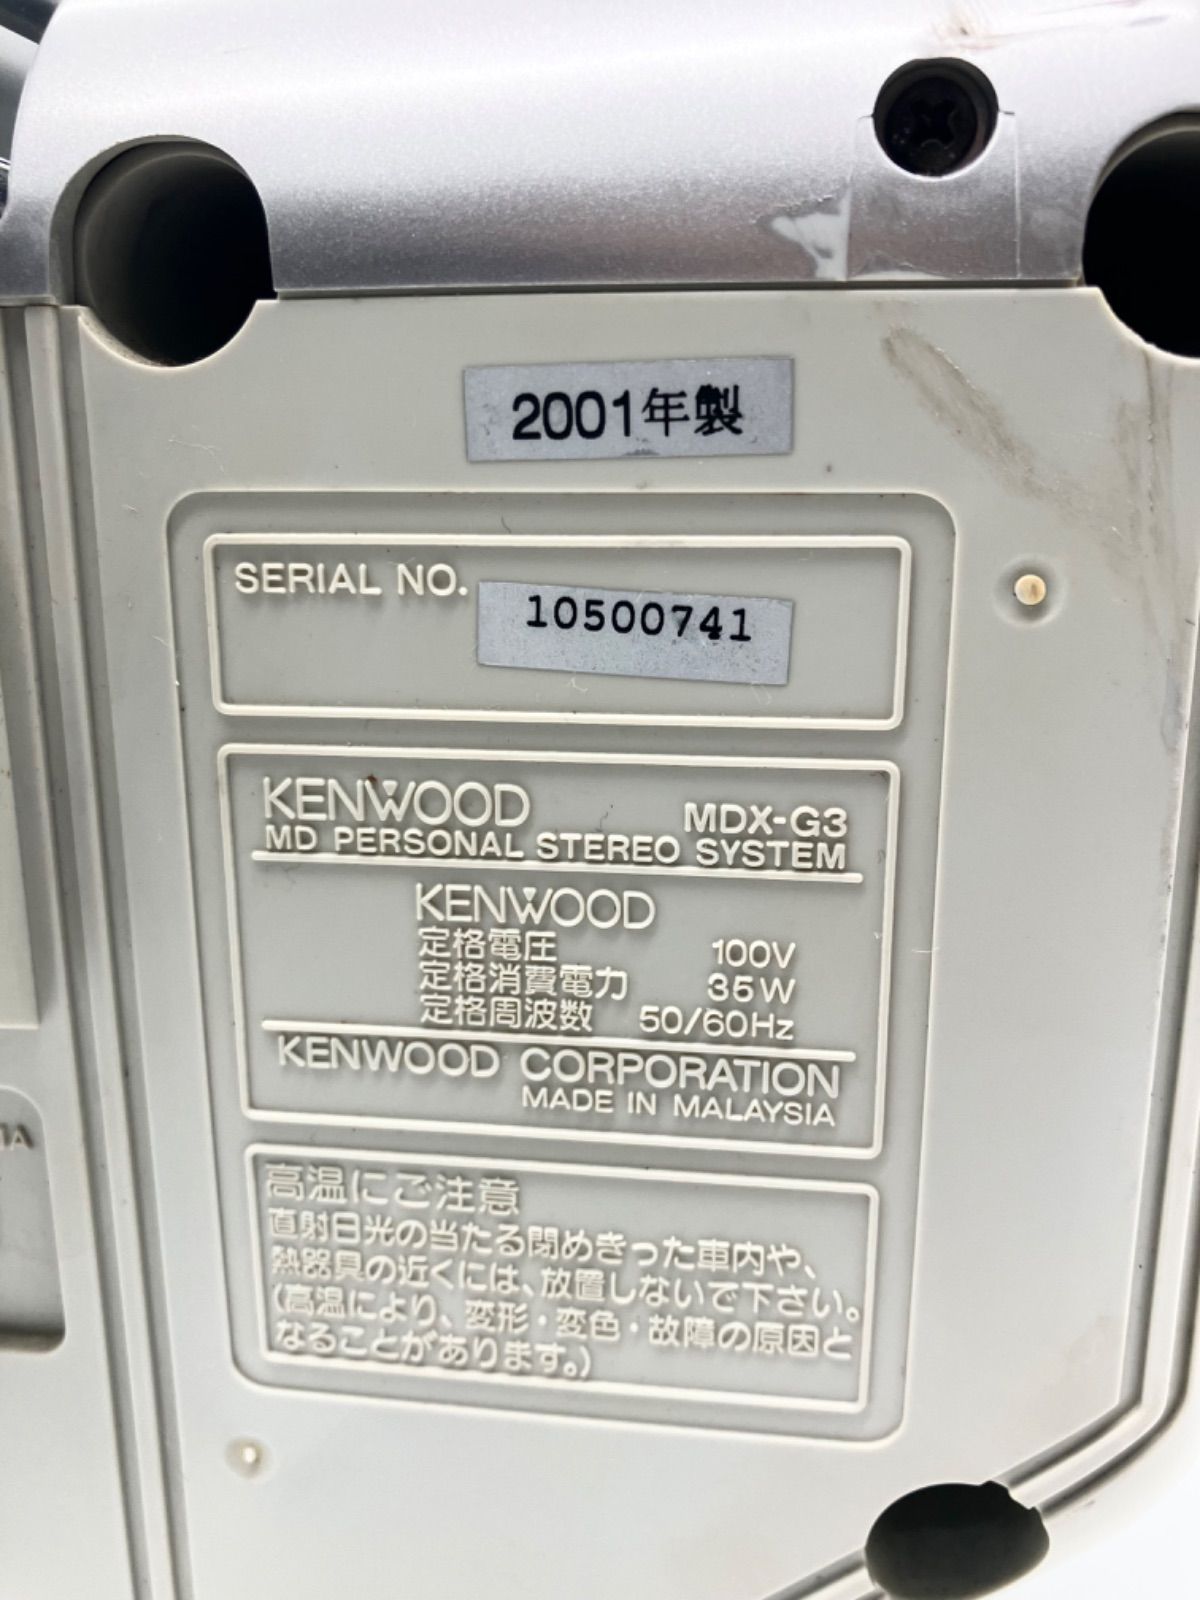 2001年製
SERIAL NO.
10500741
KENWOOD MDX-G3
MD PERSONAL STEREO SYSTEM
KENWOOD
定格電圧 100V
定格消費電力 35W
定格周波数 50/60Hz
KENWOOD CORPORATION
MADE IN MALAYSIA
高温にご注意
直射日光の当たる閉めきった車内や、
熱器具の近くには、放置しないで下さい。
(高温により、変形・変色・故障の原因と
なることがあります。)